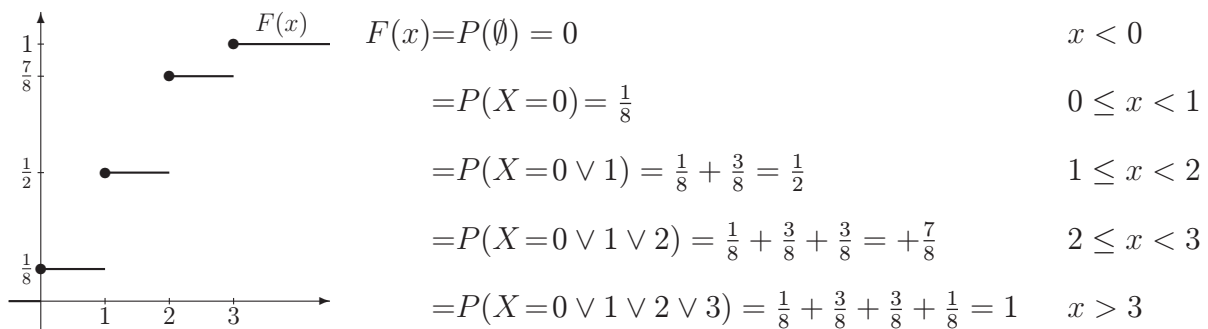 F(x)
1
7/8
1/2
1/8
1 2 3
F(x)=P(∅) = 0 x < 0
=P(X=0)= 1/8 0 ≤ x < 1
=P(X=0 ∨ 1) = 1/8 + 3/8 = 1/2 1 ≤ x < 2
=P(X=0 ∨ 1 ∨ 2) = 1/8 + 3/8 + 3/8 = +7/8 2 ≤ x < 3
=P(X=0 ∨ 1 ∨ 2 ∨ 3) = 1/8 + 3/8 + 3/8 + 1/8 = 1 x > 3